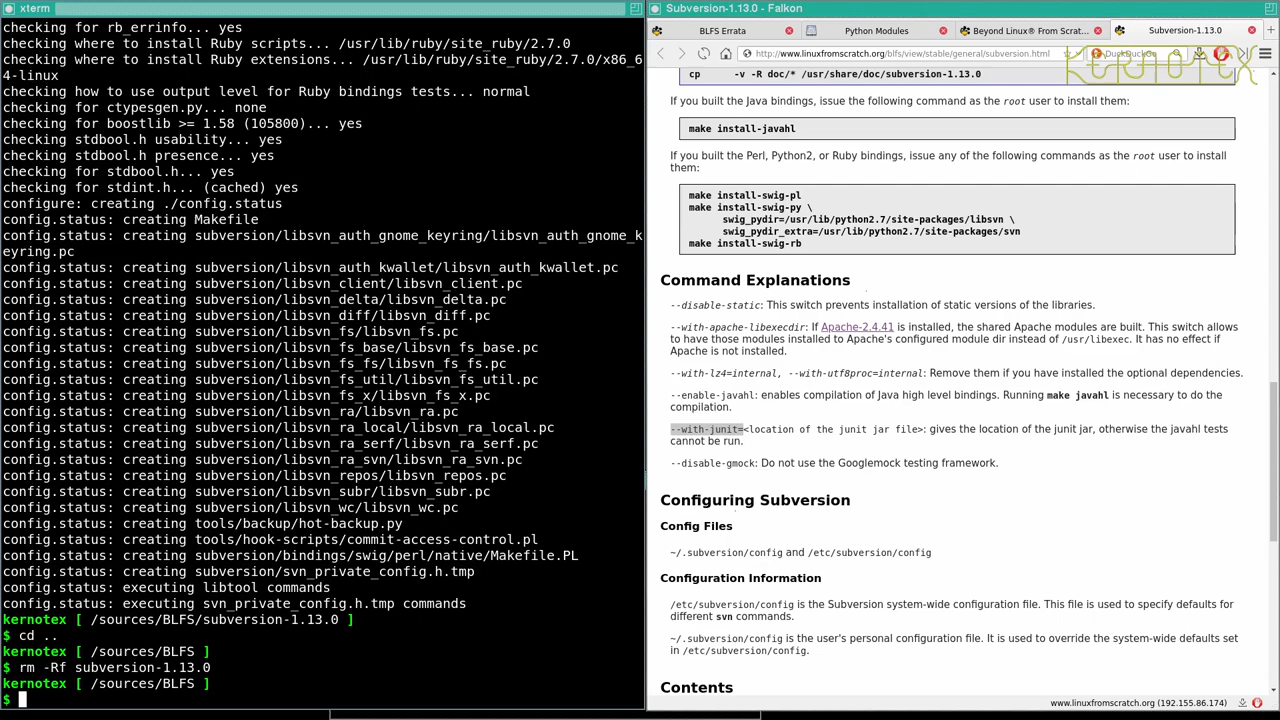 xterm
checking for rb_errinfo... yes
checking where to install Ruby scripts... /usr/lib/ruby/site_ruby/2.7.0
checking where to install Ruby extensions... /usr/lib/ruby/site_ruby/2.7.0/x86_6
4-linux
checking how to use output level for Ruby bindings tests... normal
checking for ctypesgen.py... none
checking for boostlib >= 1.58 (105800)... yes
checking stdbool.h usability... yes
checking stdbool.h presence... yes
checking for stdbool.h... yes
checking for stdint.h... (cached) yes
configure: creating ./config.status
config.status: creating Makefile
config.status: creating subversion/libsvn_auth_gnome_keyring/libsvn_auth_gnome_k
eyring.pc
config.status: creating subversion/libsvn_auth_kwallet/libsvn_auth_kwallet.pc
config.status: creating subversion/libsvn_client/libsvn_client.pc
config.status: creating subversion/libsvn_delta/libsvn_delta.pc
config.status: creating subversion/libsvn_diff/libsvn_diff.pc
config.status: creating subversion/libsvn_fs/libsvn_fs.pc
config.status: creating subversion/libsvn_fs_base/libsvn_fs_base.pc
config.status: creating subversion/libsvn_fs_fs/libsvn_fs_fs.pc
config.status: creating subversion/libsvn_fs_util/libsvn_fs_util.pc
config.status: creating subversion/libsvn_fs_x/libsvn_fs_x.pc
config.status: creating subversion/libsvn_ra/libsvn_ra.pc
config.status: creating subversion/libsvn_ra_local/libsvn_ra_local.pc
config.status: creating subversion/libsvn_ra_serf/libsvn_ra_serf.pc
config.status: creating subversion/libsvn_ra_svn/libsvn_ra_svn.pc
config.status: creating subversion/libsvn_repos/libsvn_repos.pc
config.status: creating subversion/libsvn_subr/libsvn_subr.pc
config.status: creating subversion/libsvn_wc/libsvn_wc.pc
config.status: creating tools/backup/hot-backup.py
config.status: creating tools/hook-scripts/commit-access-control.pl
config.status: creating subversion/bindings/swig/perl/native/Makefile.PL
config.status: creating subversion/svn_private_config.h.tmp
config.status: executing libtool commands
config.status: executing svn_private_config.h.tmp commands
kernotex [ /sources/BLFS/subversion-1.13.0 ]
$ cd ..
kernotex [ /sources/BLFS ]
$ rm -Rf subversion-1.13.0
kernotex [ /sources/BLFS ]
$
Subversion-1.13.0 - Falkon
BLFS Errata
Python Modules
Beyond Linux® From Scrat...
Subversion-1.13.0
http://www.linuxfromscratch.org/blfs/view/stable/general/subversion.html
DuckDuckGo
KERNOTEX
cp -v -R doc/* /usr/share/doc/subversion-1.13.0
If you built the Java bindings, issue the following command as the root user to install them:
make install-javahl
If you built the Perl, Python2, or Ruby bindings, issue any of the following commands as the root user to install
them:
make install-swig-pl
make install-swig-py \
swig_pydir=/usr/lib/python2.7/site-packages/libsvn \
swig_pydir_extra=/usr/lib/python2.7/site-packages/svn
make install-swig-rb
Command Explanations
--disable-static: This switch prevents installation of static versions of the libraries.
--with-apache-libexecdir: If Apache-2.4.41 is installed, the shared Apache modules are built. This switch allows
to have those modules installed to Apache's configured module dir instead of /usr/libexec. It has no effect if
Apache is not installed.
--with-lz4=internal, --with-utf8proc=internal: Remove them if you have installed the optional dependencies.
--enable-javahl: enables compilation of Java high level bindings. Running make javahl is necessary to do the
compilation.
--with-junit=<location of the junit jar file>: gives the location of the junit jar, otherwise the javahl tests
cannot be run.
--disable-gmock: Do not use the Googlemock testing framework.
Configuring Subversion
Config Files
~/.subversion/config and /etc/subversion/config
Configuration Information
/etc/subversion/config is the Subversion system-wide configuration file. This file is used to specify defaults for
different svn commands.
~/.subversion/config is the user's personal configuration file. It is used to override the system-wide defaults set
in /etc/subversion/config.
Contents
www.linuxfromscratch.org (192.155.86.174)